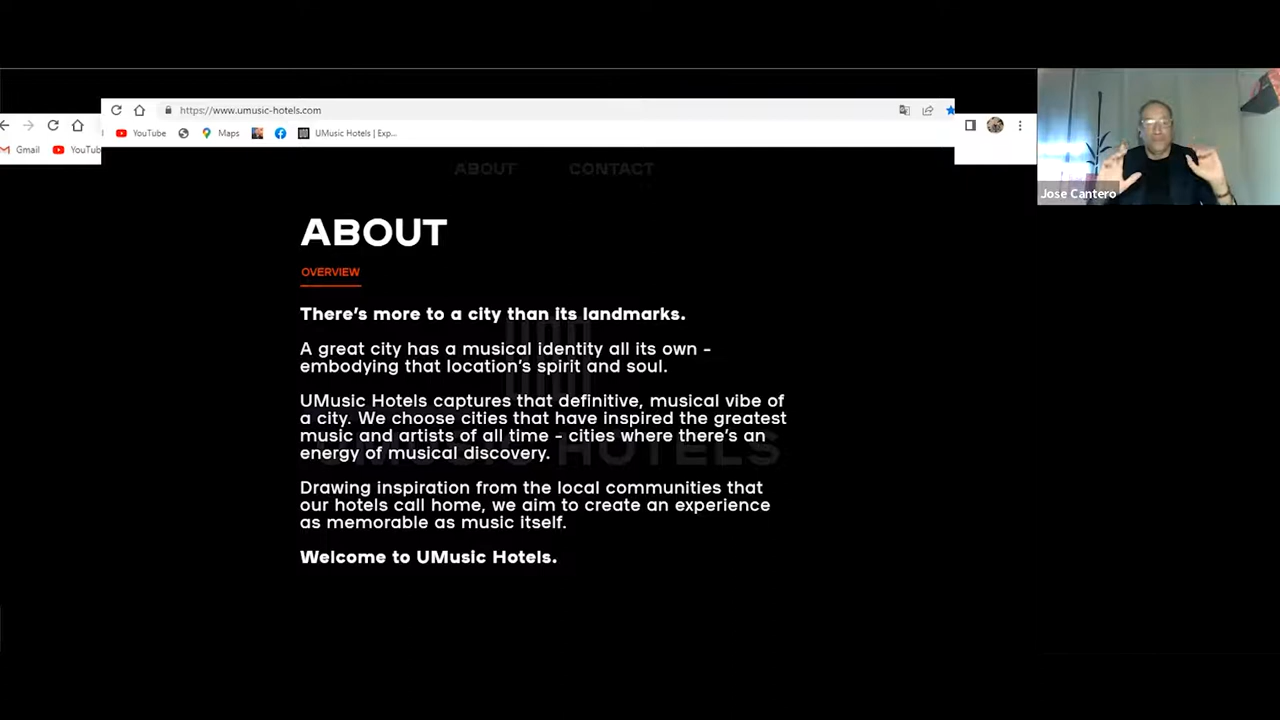 https://www.umusic-hotels.com
YouTube
Maps
UMusic Hotels | Exp...
Gmail
YouTub
ABOUT
CONTACT
Jose Cantero
ABOUT
OVERVIEW
There's more to a city than its landmarks.
A great city has a musical identity all its own -
embodying that location's spirit and soul.
UMusic Hotels captures that definitive, musical vibe of
a city. We choose cities that have inspired the greatest
music and artists of all time - cities where there's an
energy of musical discovery.
HOTELS
Drawing inspiration from the local communities that
our hotels call home, we aim to create an experience
as memorable as music itself.
Welcome to UMusic Hotels.